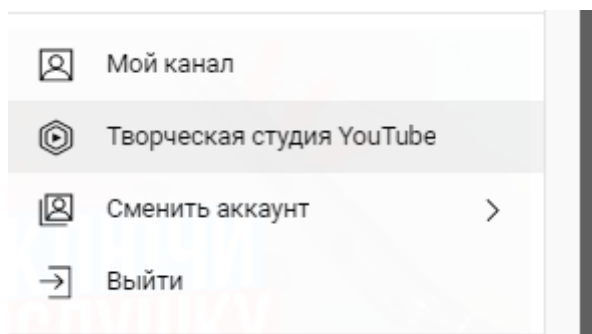 Мой канал
Творческая студия YouTube
Сменить аккаунт
Выйти